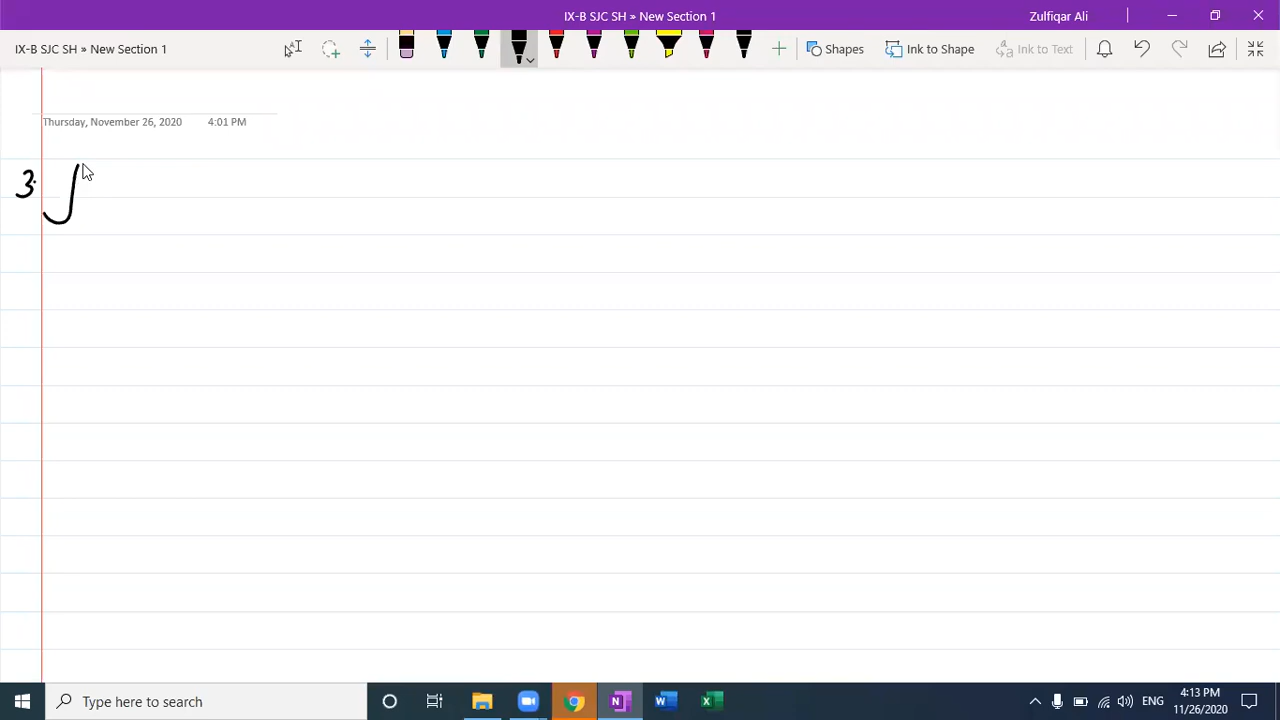 IX-B SJC SH » New Section 1
Zulfiqar Ali
IX-B SJC SH » New Section 1
Shapes
Ink to Shape
Ink to Text
Thursday, November 26, 2020 4:01 PM
3.
Type here to search
ENG
4:13 PM
11/26/2020